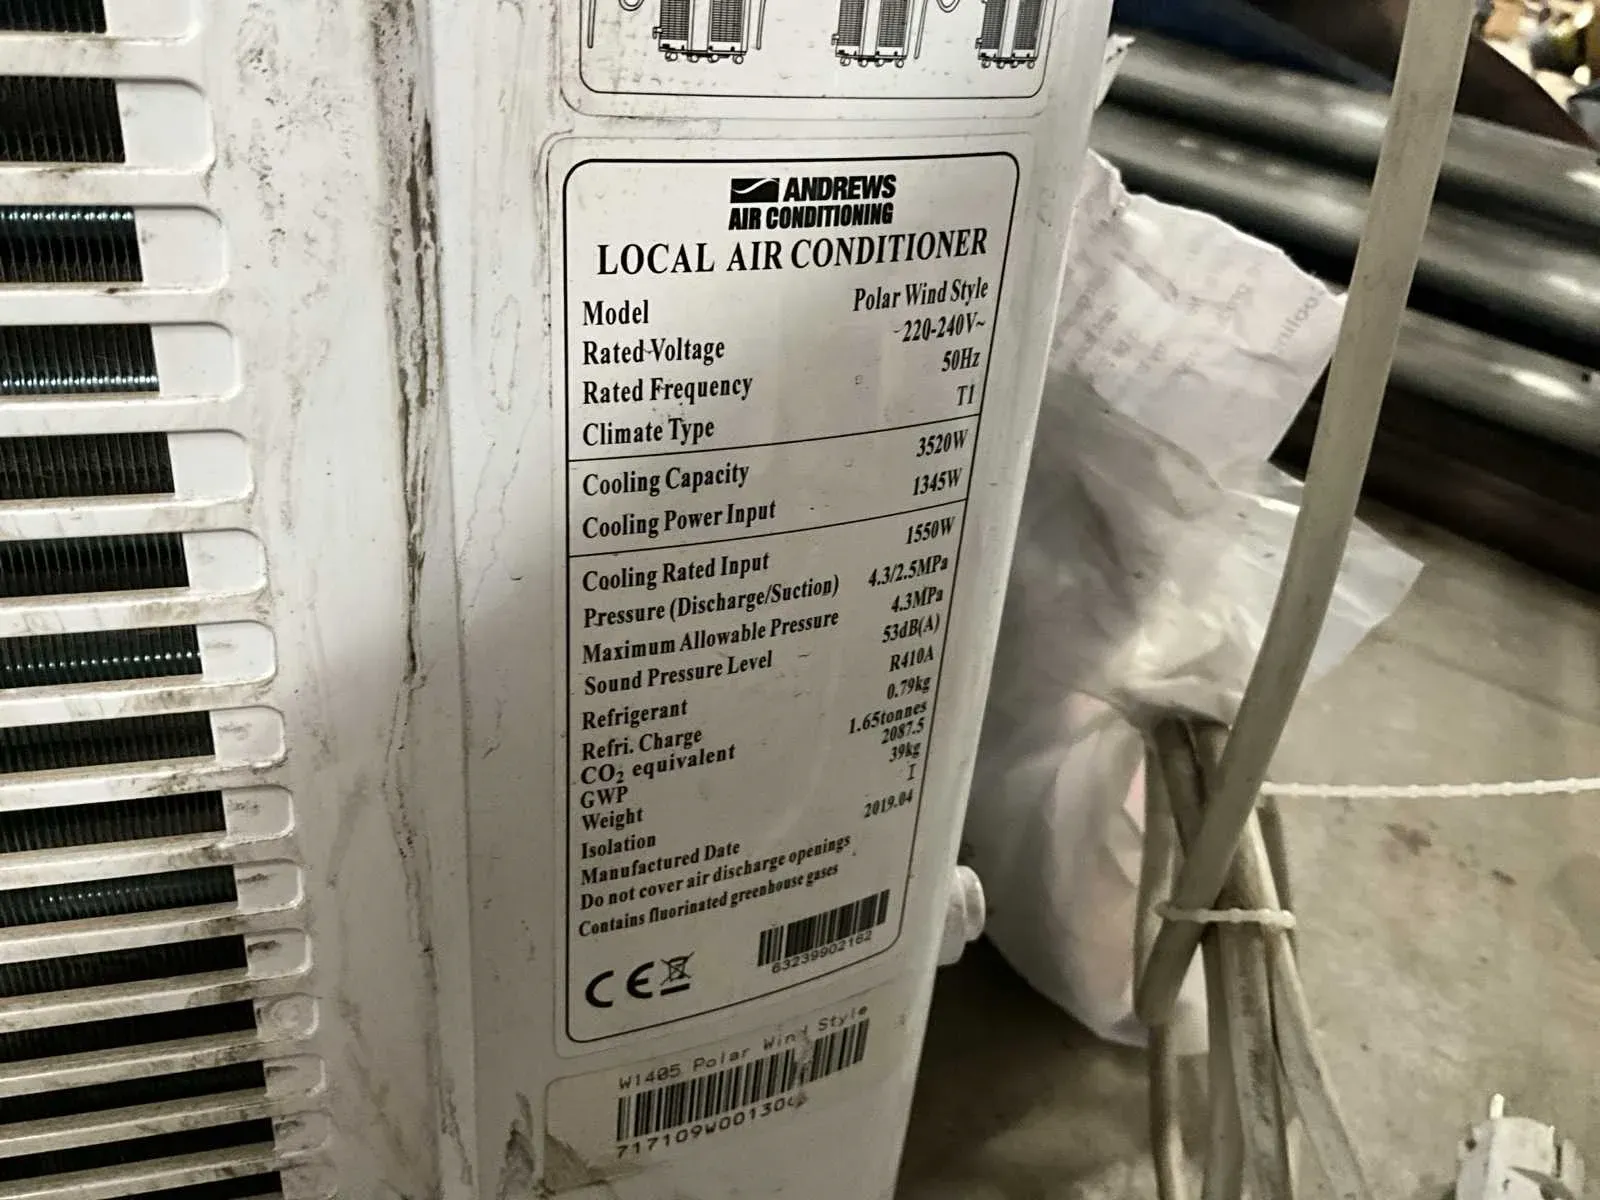 ANDREWS
AIR CONDITIONING
LOCAL AIR CONDITIONER
Model Polar Wind Style
Rated Voltage ~220-240V~
Rated Frequency 50Hz
Climate Type T1
Cooling Capacity 3520W
Cooling Power Input 1345W
Cooling Rated Input 1550W
Pressure (Discharge/Suction) 4.3/2.5MPa
Maximum Allowable Pressure 4.3MPa
Sound Pressure Level 53dB(A)
Refrigerant R410A
Refri. Charge 0.79kg
CO₂ equivalent 1.65tonnes
GWP 2087.5
Weight 39kg
Isolation I
Manufactured Date 2019.04
Do not cover air discharge openings
Contains fluorinated greenhouse gases
CE
63239902162
W1405 Polar Wind Style